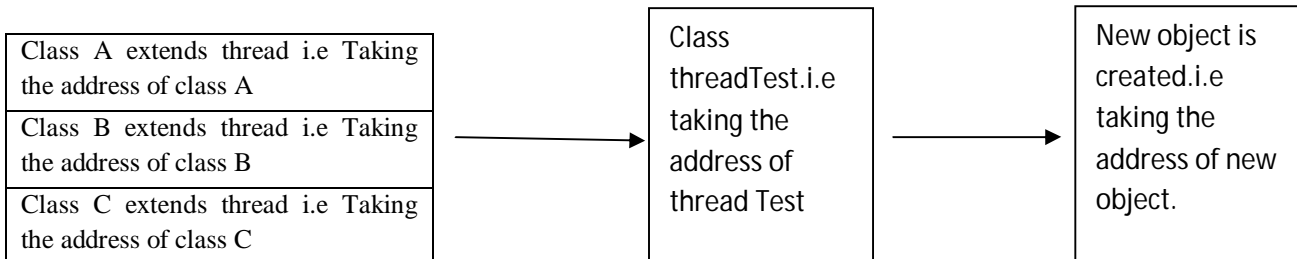 Class A extends thread i.e Taking
the address of class A
Class B extends thread i.e Taking
the address of class B
Class C extends thread i.e Taking
the address of class C
Class
threadTest.i.e
taking the
address of
thread Test
New object is
created.i.e
taking the
address of new
object.